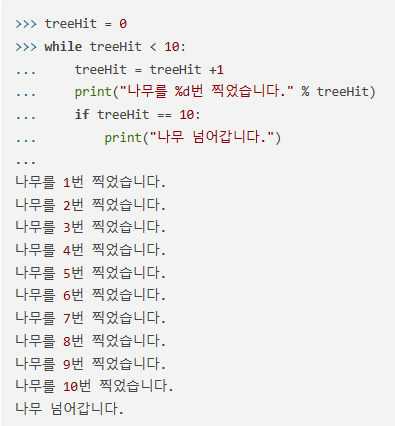 >>> treeHit = 0
>>> while treeHit < 10:
...     treeHit = treeHit +1
...     print("나무를 %d번 찍었습니다." % treeHit)
...     if treeHit == 10:
...         print("나무 넘어갑니다.")
...
나무를 1번 찍었습니다.
나무를 2번 찍었습니다.
나무를 3번 찍었습니다.
나무를 4번 찍었습니다.
나무를 5번 찍었습니다.
나무를 6번 찍었습니다.
나무를 7번 찍었습니다.
나무를 8번 찍었습니다.
나무를 9번 찍었습니다.
나무를 10번 찍었습니다.
나무 넘어갑니다.